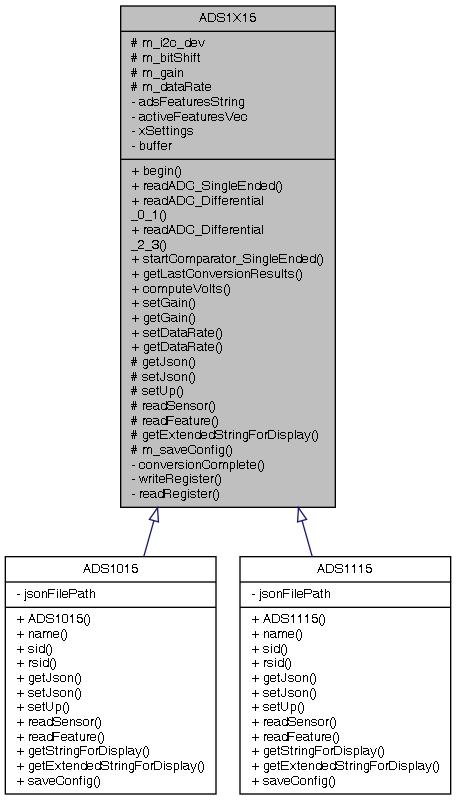 ADS1X15
# m_i2c_dev
# m_bitShift
# m_gain
# m_dataRate
- adsFeaturesString
- activeFeaturesVec
- xSettings
- buffer
+ begin()
+ readADC_SingleEnded()
+ readADC_Differential
_0_1()
+ readADC_Differential
_2_3()
+ startComparator_SingleEnded()
+ getLastConversionResults()
+ computeVolts()
+ setGain()
+ getGain()
+ setDataRate()
+ getDataRate()
# getJson()
# setJson()
# setUp()
# readSensor()
# readFeature()
# getExtendedStringForDisplay()
# m_saveConfig()
- conversionComplete()
- writeRegister()
- readRegister()
ADS1015
- jsonFilePath
+ ADS1015()
+ name()
+ sid()
+ rsid()
+ getJson()
+ setJson()
+ setUp()
+ readSensor()
+ readFeature()
+ getStringForDisplay()
+ getExtendedStringForDisplay()
+ saveConfig()
ADS1115
- jsonFilePath
+ ADS1115()
+ name()
+ sid()
+ rsid()
+ getJson()
+ setJson()
+ setUp()
+ readSensor()
+ readFeature()
+ getStringForDisplay()
+ getExtendedStringForDisplay()
+ saveConfig()